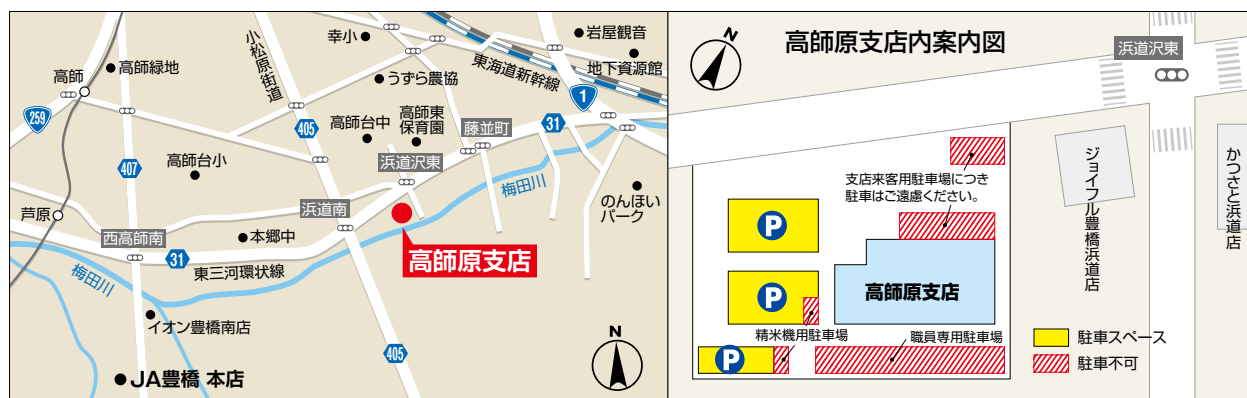 岩屋観音
地下資源館
東海道新幹線
幸小
小松原街道
高師緑地
高師
うずら農協
1
259
405
高師台中
高師東
保育園
藤並町
31
407
高師台小
浜道沢東
梅田川
のんほい
パーク
芦原
浜道南
西高師南
本郷中
31
東三河環状線
高師原支店
梅田川
イオン豊橋南店
405
N
JA豊橋 本店
N
高師原支店内案内図
浜道沢東
支店来客用駐車場につき
駐車はご遠慮ください。
ジョイフル豊橋浜道店
かつさと浜道店
P
P
高師原支店
精米機用駐車場
職員専用駐車場
P
駐車スペース
駐車不可